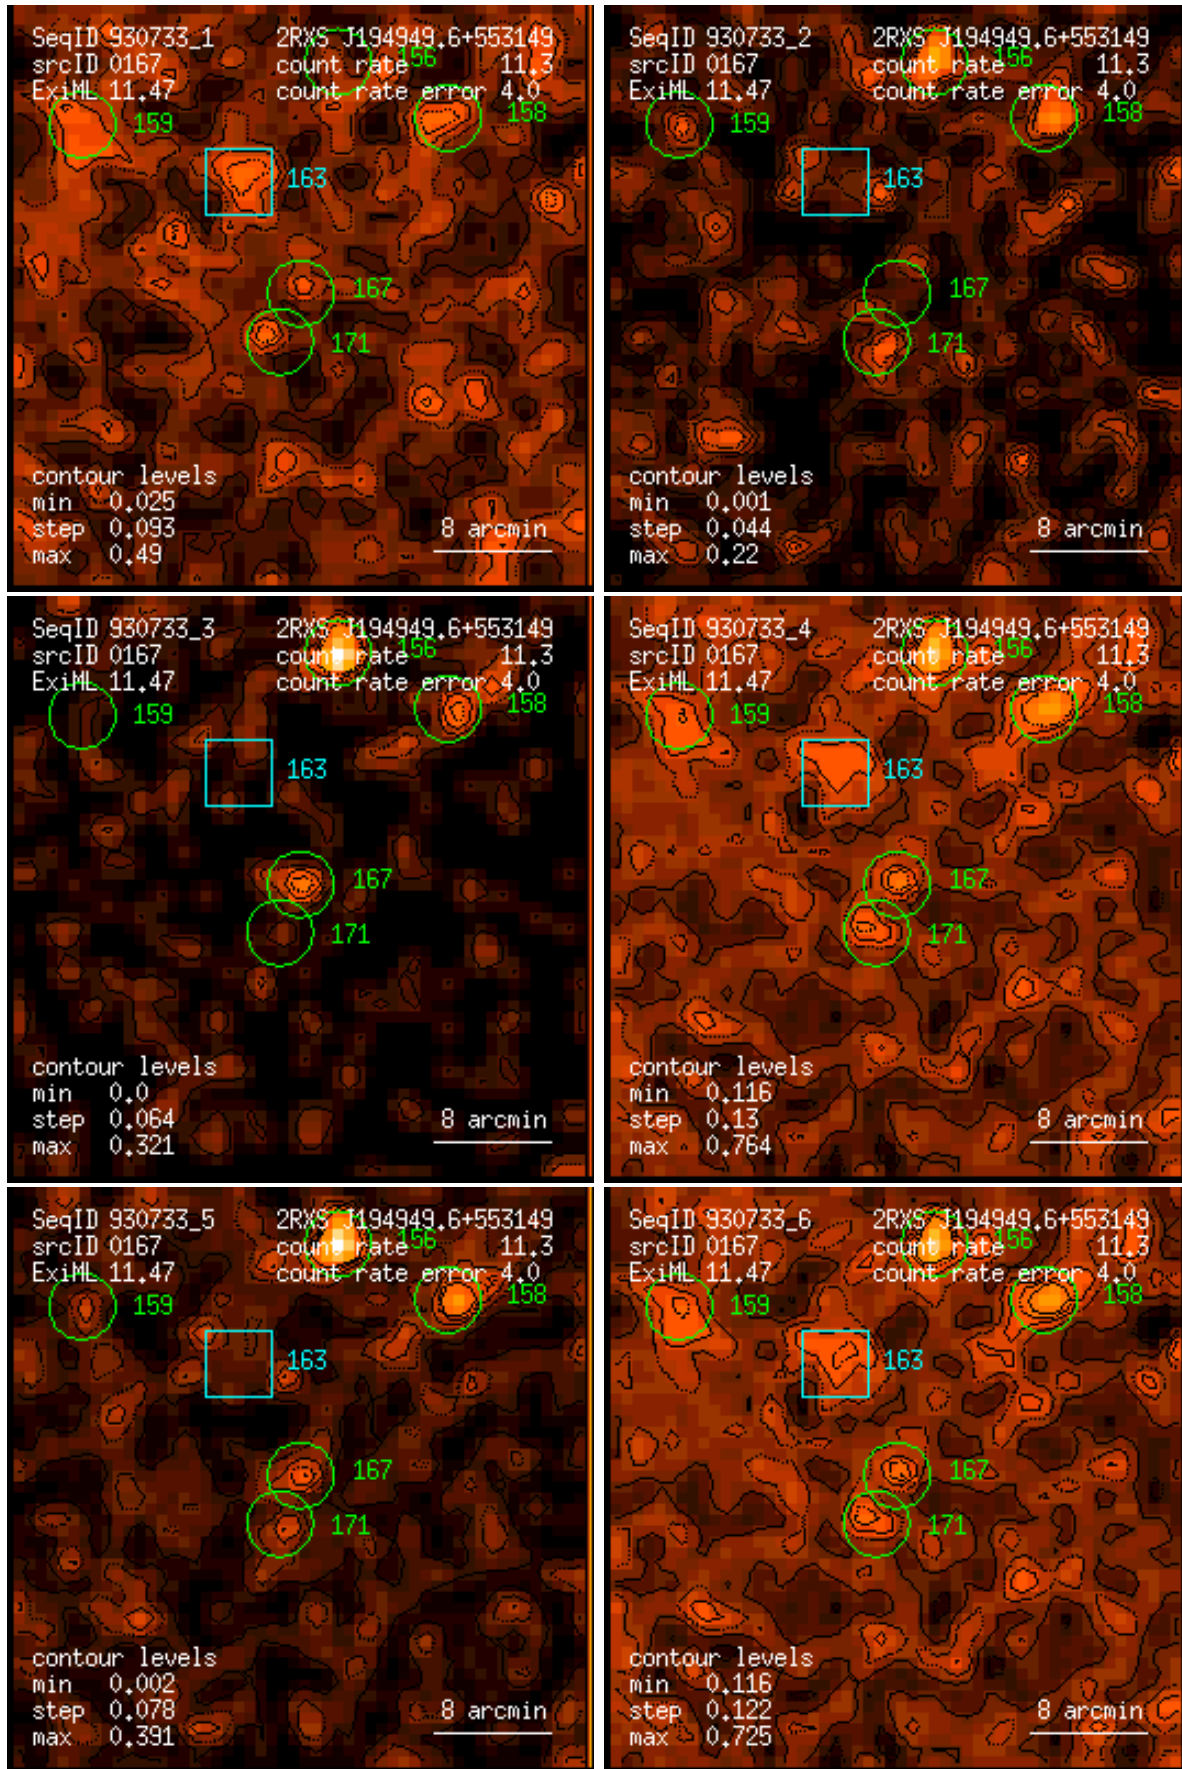 SeqID 930733_1 2RXS J194949.6+553149
srcID 0167 count rate 156 11.3
ExiML 11.47 count rate error 4.0
158
159
163
167
171
contour levels
min 0.025
step 0.093 8 arcmin
max 0.49
SeqID 930733_2 2RXS J194949.6+553149
srcID 0167 count rate 156 11.3
ExiML 11.47 count rate error 4.0
158
159
163
167
171
contour levels
min 0.001
step 0.044 8 arcmin
max 0.22
SeqID 930733_3 2RXS J194949.6+553149
srcID 0167 count rate 156 11.3
ExiML 11.47 count rate error 4.0
158
159
163
167
171
contour levels
min 0.0
step 0.064 8 arcmin
max 0.321
SeqID 930733_4 2RXS J194949.6+553149
srcID 0167 count rate 156 11.3
ExiML 11.47 count rate error 4.0
158
159
163
167
171
contour levels
min 0.116
step 0.13 8 arcmin
max 0.764
SeqID 930733_5 2RXS J194949.6+553149
srcID 0167 count rate 156 11.3
ExiML 11.47 count rate error 4.0
158
159
163
167
171
contour levels
min 0.002
step 0.078 8 arcmin
max 0.391
SeqID 930733_6 2RXS J194949.6+553149
srcID 0167 count rate 156 11.3
ExiML 11.47 count rate error 4.0
158
159
163
167
171
contour levels
min 0.116
step 0.122 8 arcmin
max 0.725